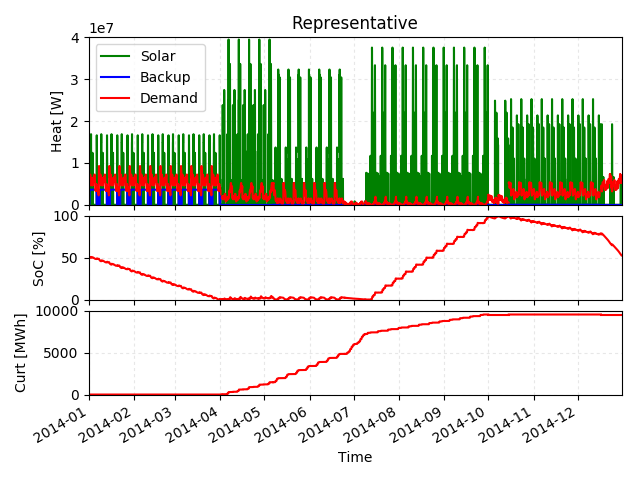 Representative
1e7
4
3
2
1
0
Heat [W]
Solar
Backup
Demand
100
50
0
SoC [%]
10000
5000
0
Curt [MWh]
2014-01
2014-02
2014-03
2014-04
2014-05
2014-06
2014-07
2014-08
2014-09
2014-10
2014-11
2014-12
Time